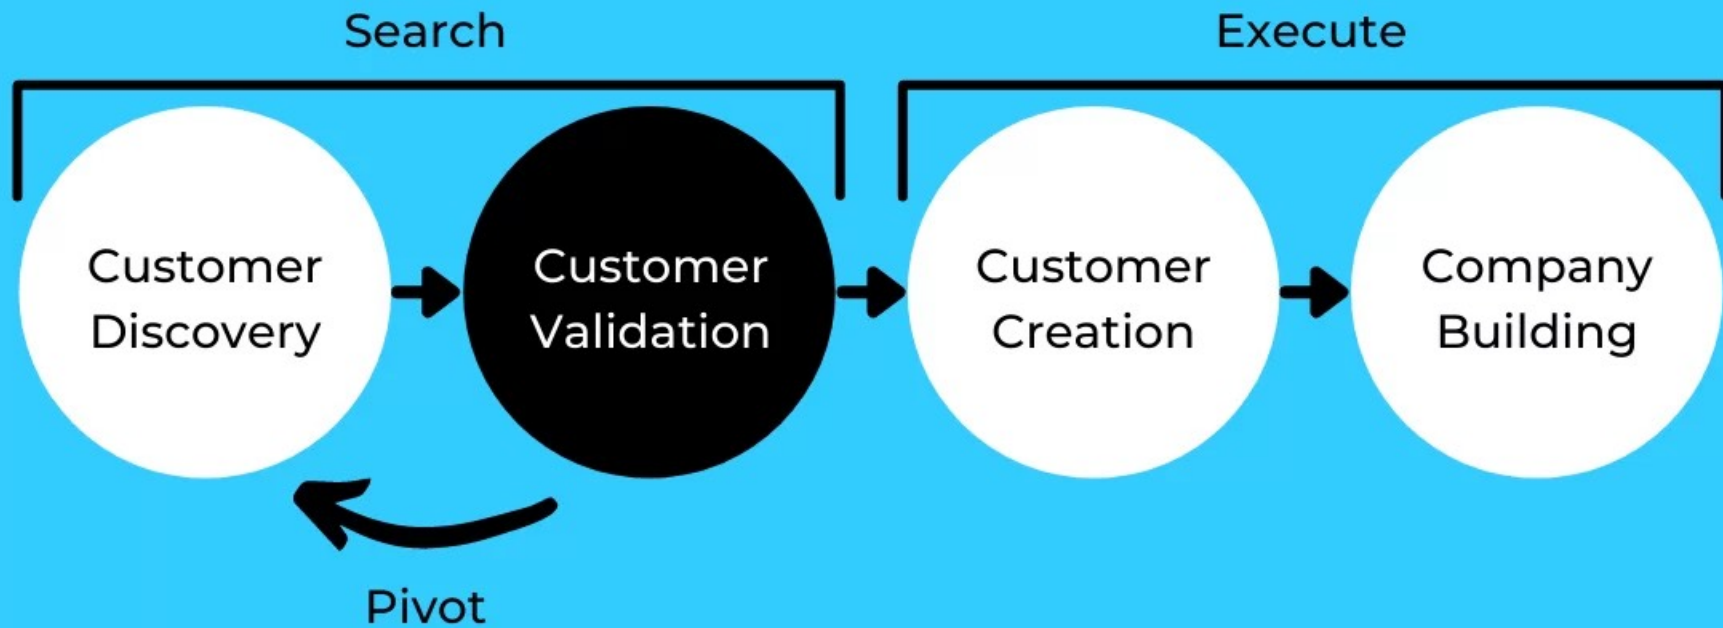 Search
Execute
Customer
Discovery
Customer
Validation
Customer
Creation
Company
Building
Pivot